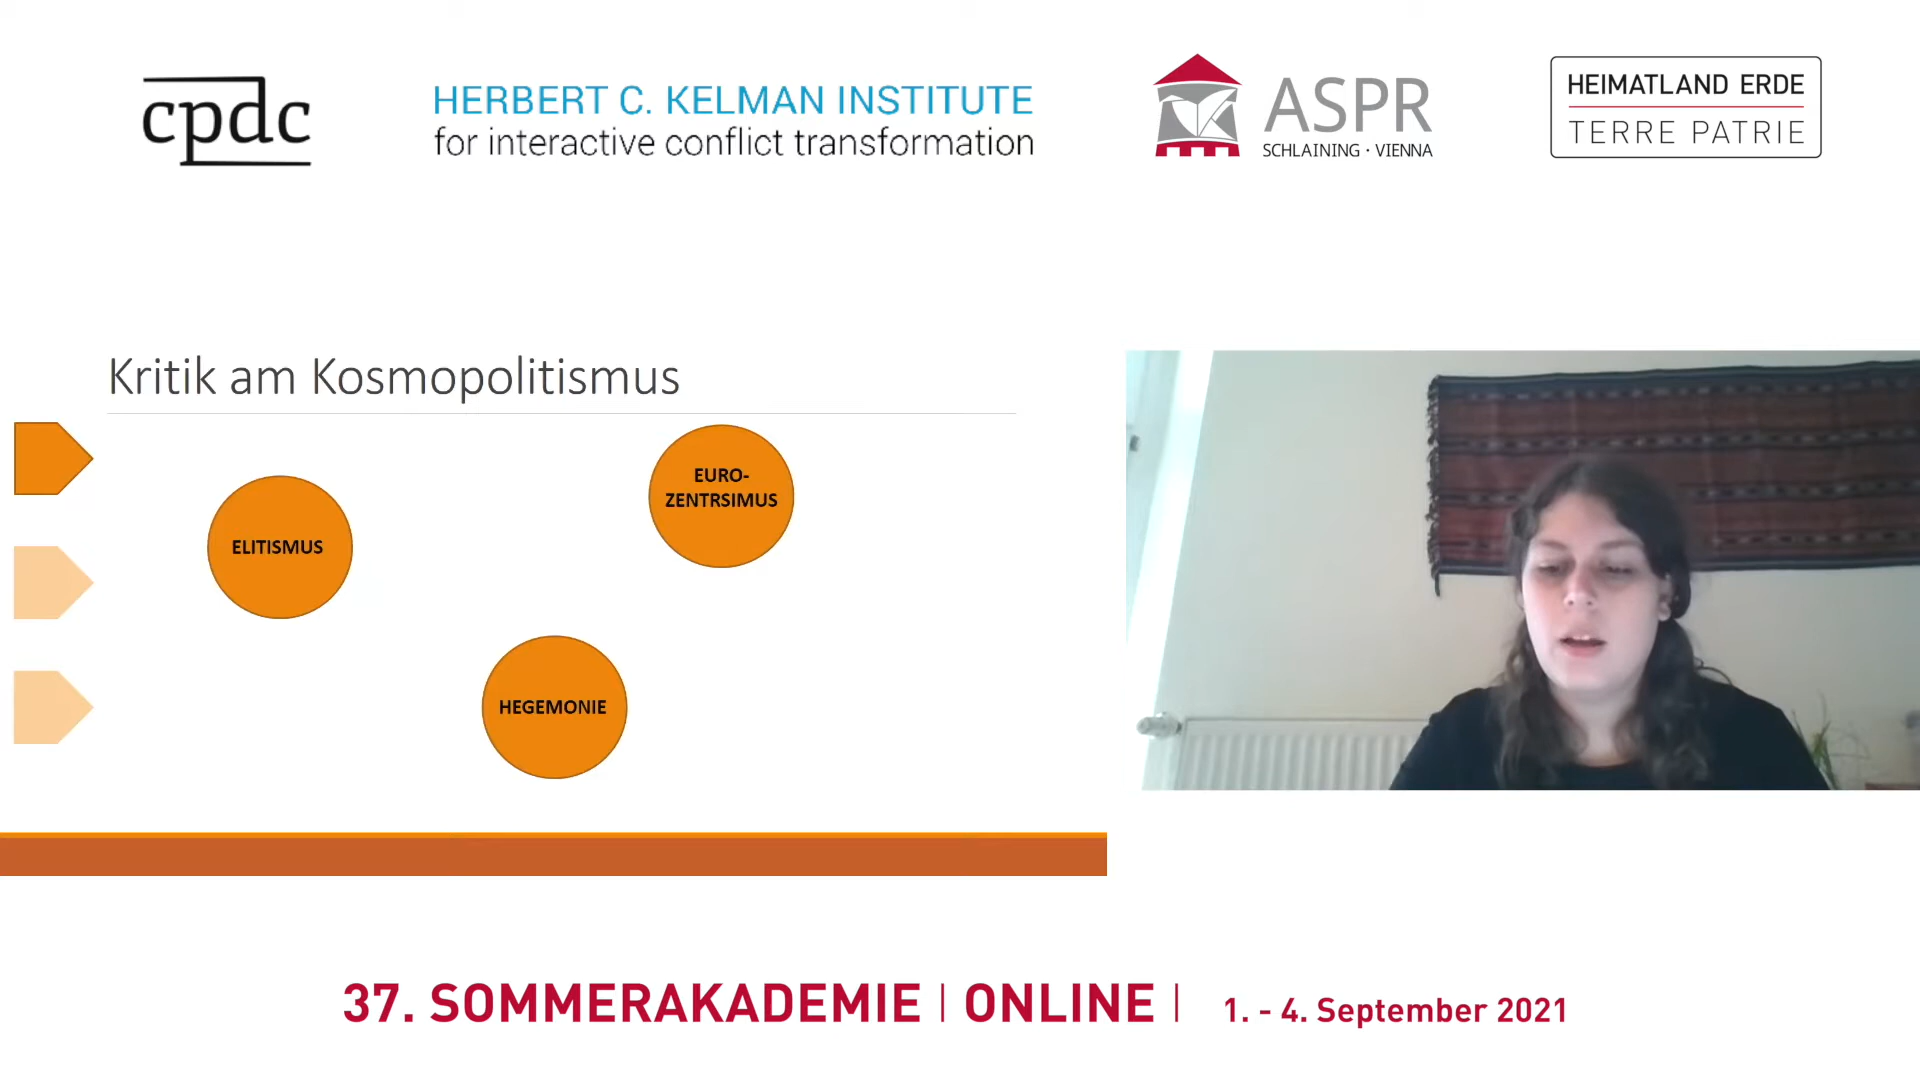 cpdc
HERBERT C. KELMAN INSTITUTE
for interactive conflict transformation
ASPR
SCHLAINING · VIENNA
HEIMATLAND ERDE
TERRE PATRIE
Kritik am Kosmopolitismus
EURO-
ZENTRSIMUS
ELITISMUS
HEGEMONIE
37. SOMMERAKADEMIE | ONLINE | 1. - 4. September 2021